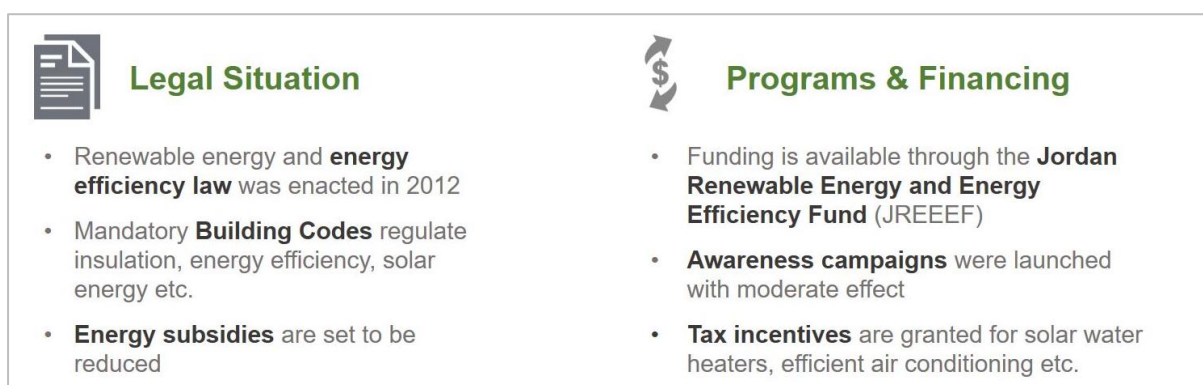 Legal Situation
• Renewable energy and energy
efficiency law was enacted in 2012
• Mandatory Building Codes regulate
insulation, energy efficiency, solar
energy etc.
• Energy subsidies are set to be
reduced
$
Programs & Financing
• Funding is available through the Jordan
Renewable Energy and Energy
Efficiency Fund (JREEEF)
• Awareness campaigns were launched
with moderate effect
• Tax incentives are granted for solar water
heaters, efficient air conditioning etc.